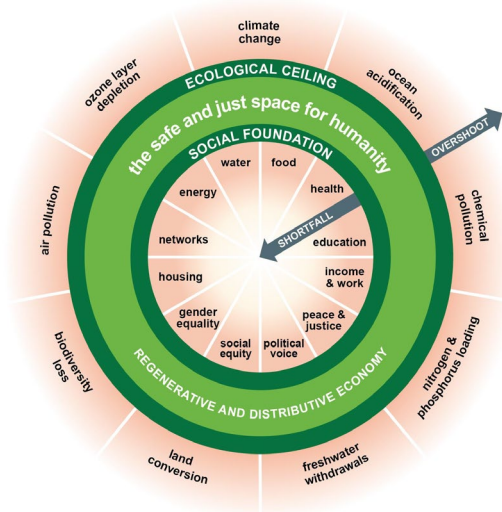 climate
change
ocean
acidification
chemical
pollution
nitrogen &
phosphorus loading
freshwater
withdrawals
land
conversion
biodiversity
loss
air pollution
ozone layer
depletion
ECOLOGICAL CEILING
the safe and just space for humanity
SOCIAL FOUNDATION
OVERSHOOT
SHORTFALL
water
food
health
education
income
& work
peace &
justice
political
voice
social
equity
gender
equality
housing
networks
energy
REGENERATIVE AND DISTRIBUTIVE ECONOMY